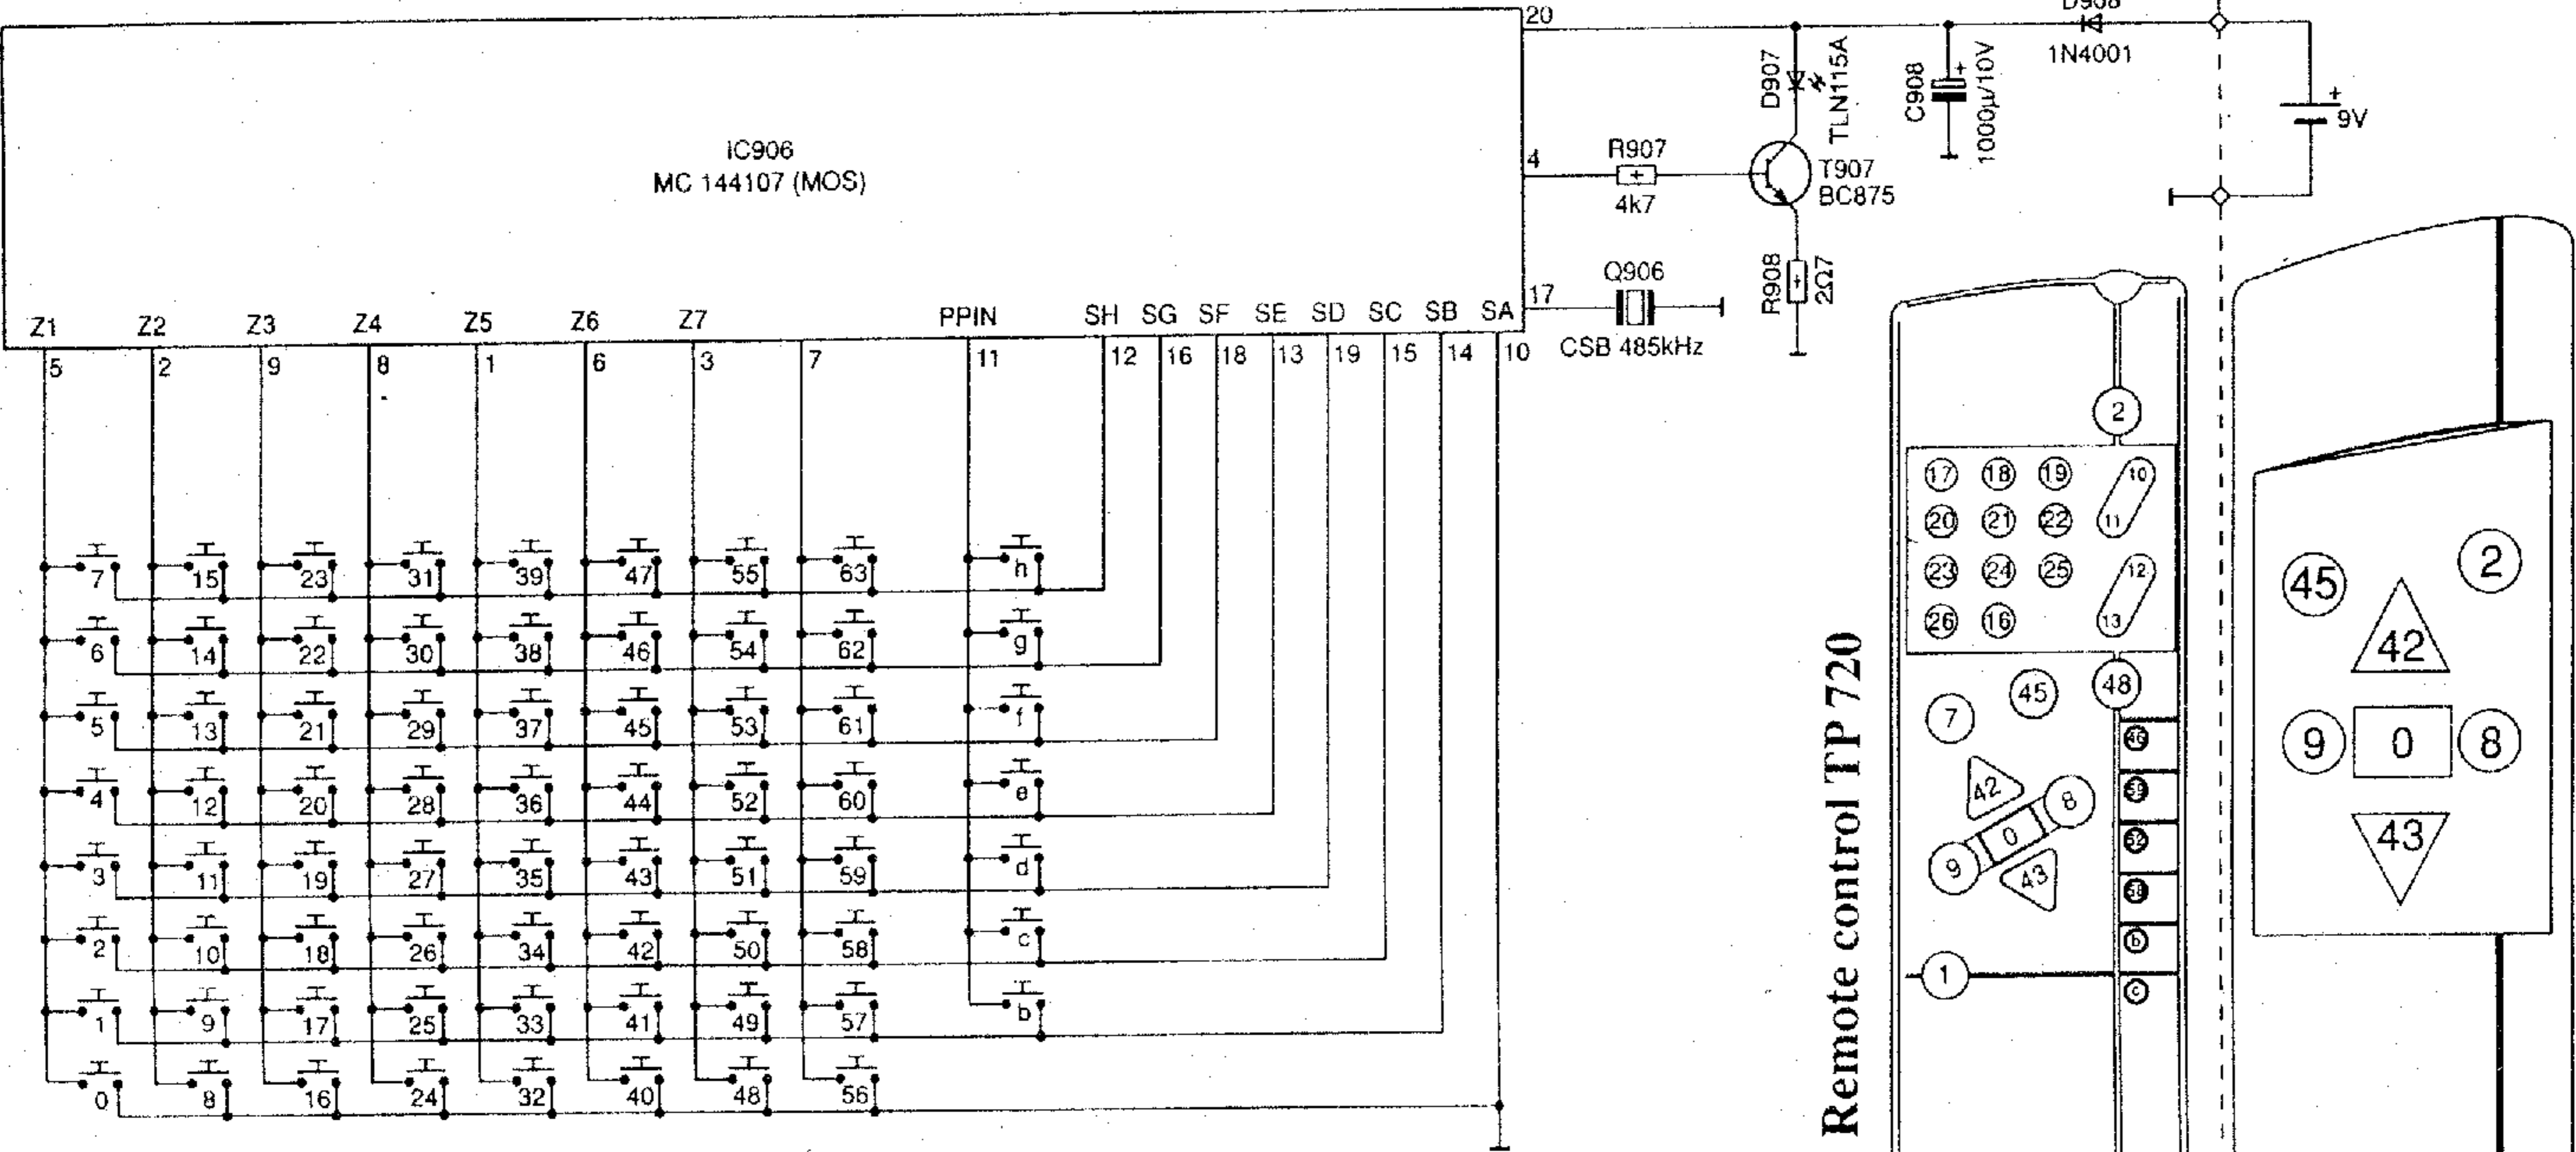 20
D908
1N4001
D907
TLN115A
C908
+
1000µ/10V
+
9V
IC906
MC 144107 (MOS)
4
R907
4k7
T907
BC875
R908
2Ω7
Q906
17
CSB 485kHz
Z1 Z2 Z3 Z4 Z5 Z6 Z7 PPIN SH SG SF SE SD SC SB SA
5 2 9 8 1 6 3 7 11 12 16 18 13 19 15 14 10
7 15 23 31 39 47 55 63 h
6 14 22 30 38 46 54 62 g
5 13 21 29 37 45 53 61 f
4 12 20 28 36 44 52 60 e
3 11 19 27 35 43 51 59 d
2 10 18 26 34 42 50 58 c
1 9 17 25 33 41 49 57 b
0 8 16 24 32 40 48 56
Remote control TP 720
2
17 18 19 10
20 21 22 11
23 24 25 12
26 16 13
45 48
7
42 8
0
9 43
1
b
c
45 2
42
9 0 8
43